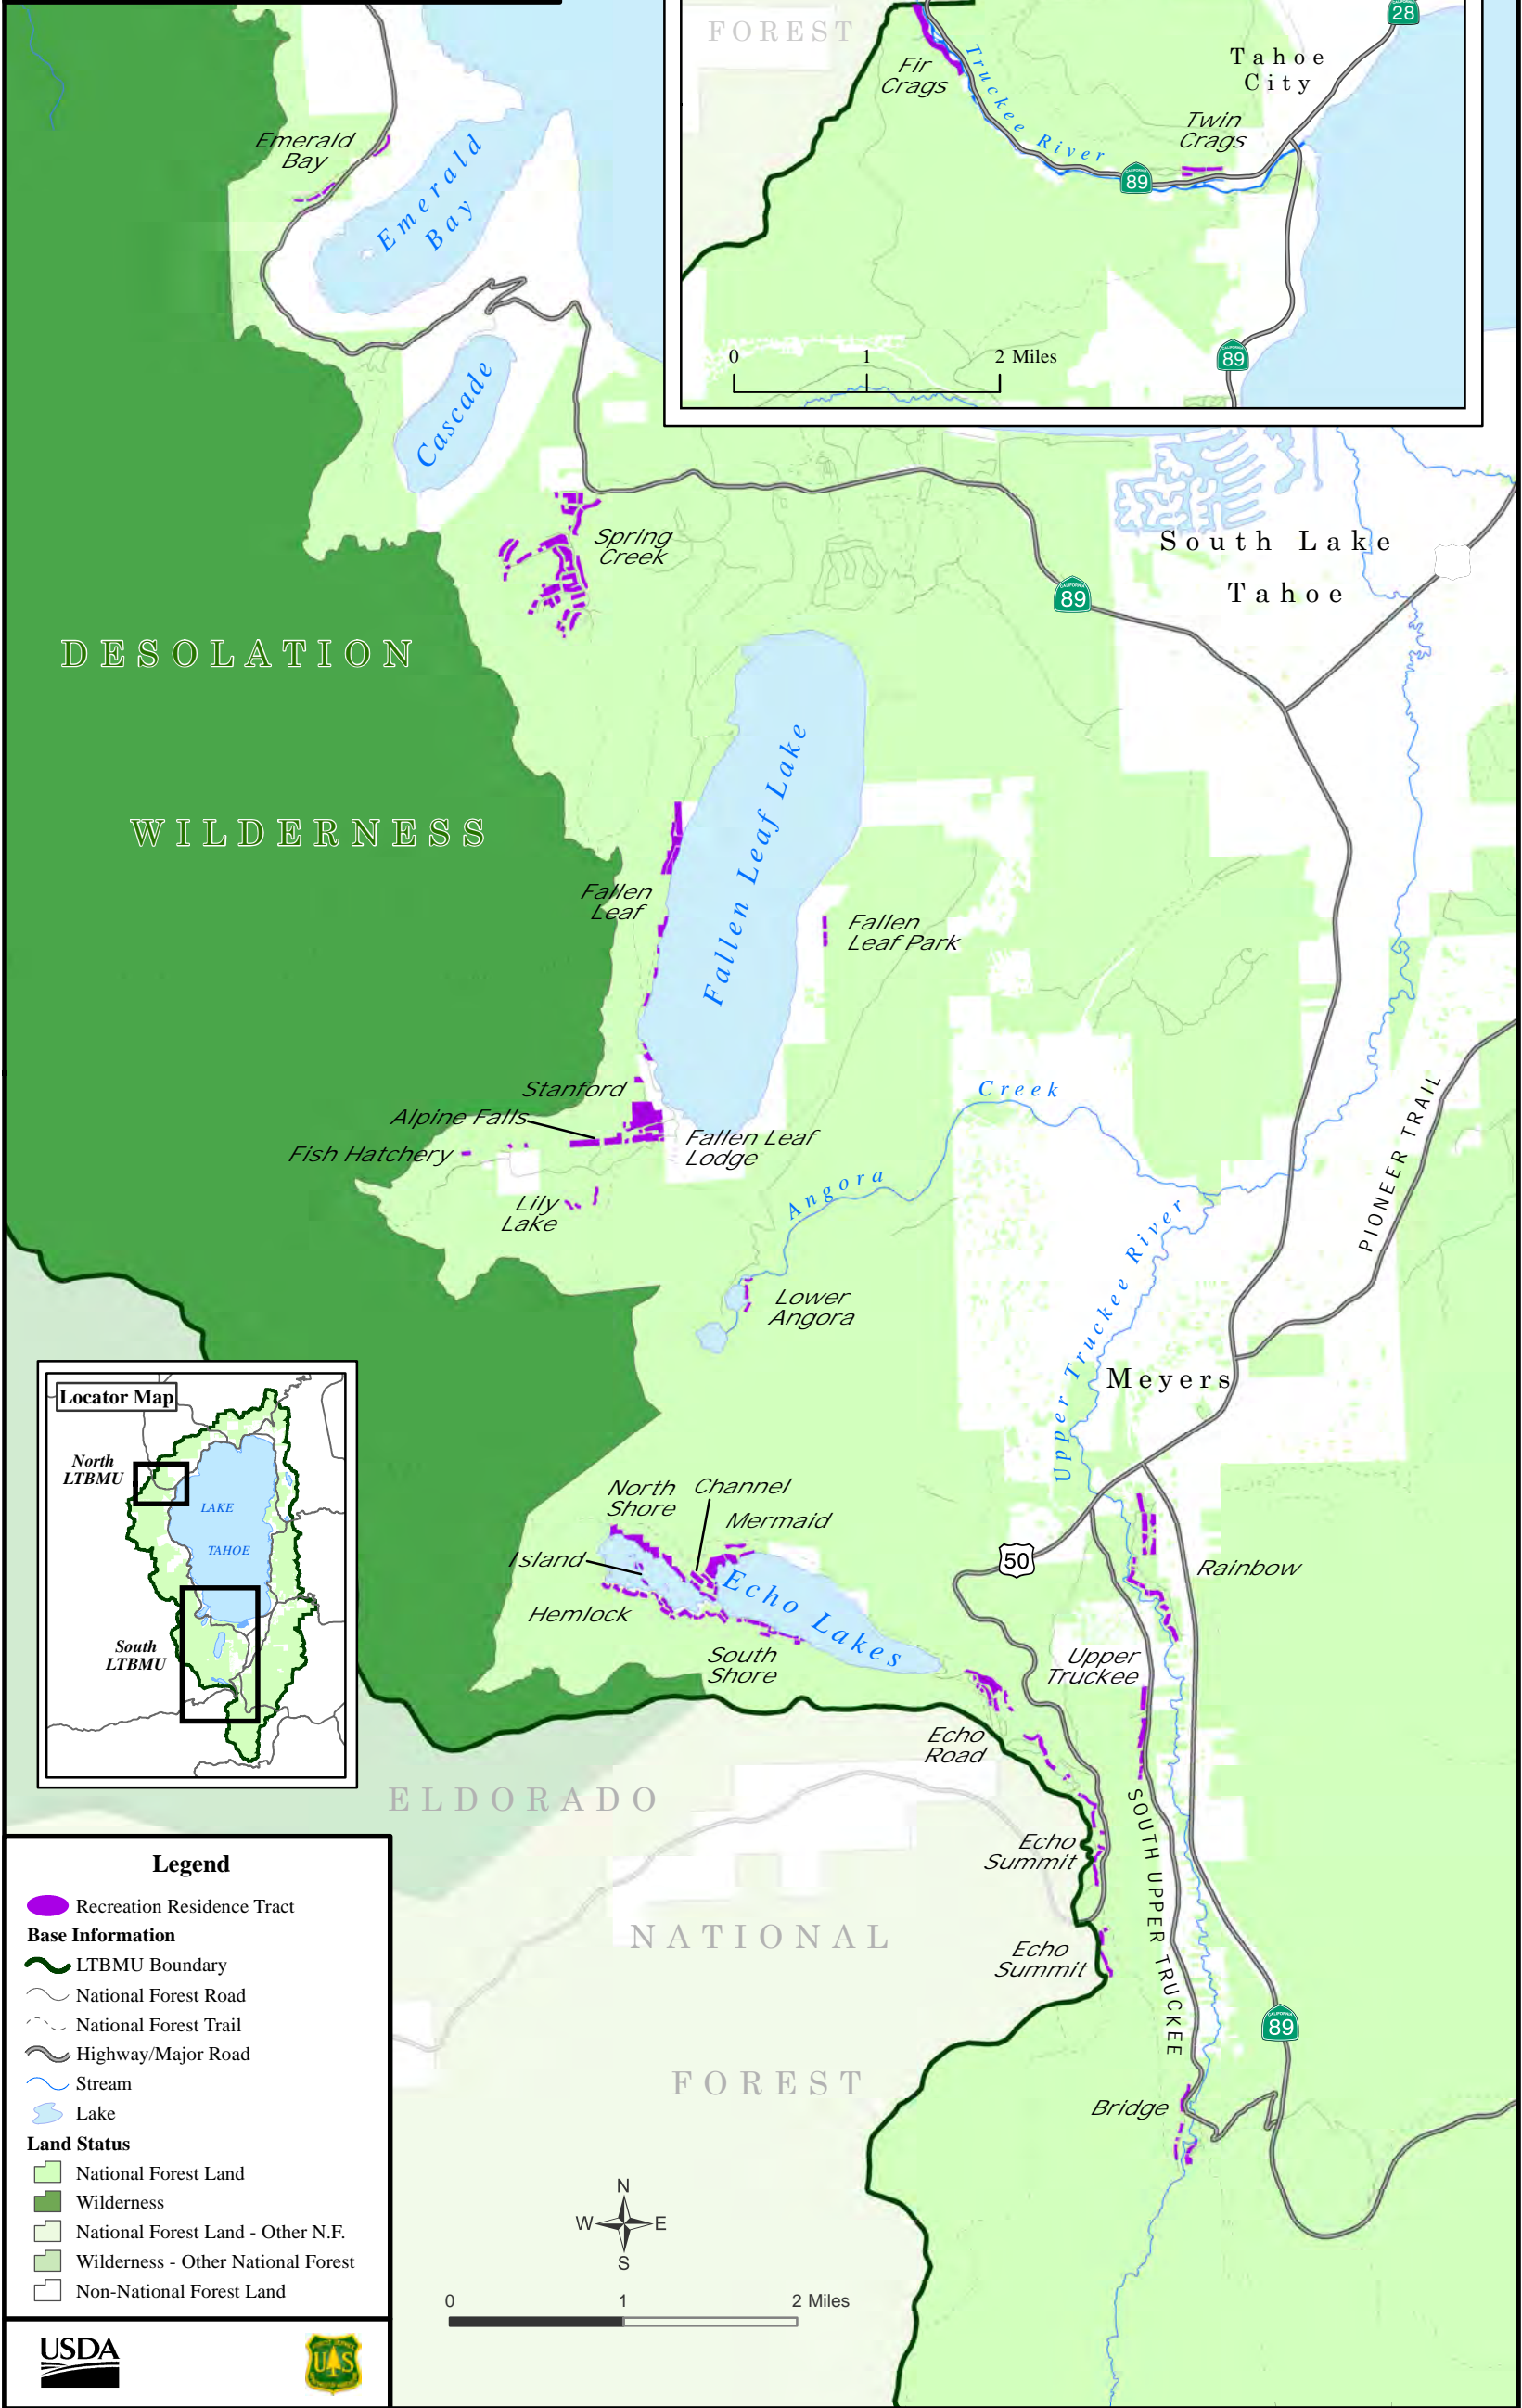 FOREST
28
Tahoe
City
Fir
Crags
Truckee River
Twin
Crags
89
89
0 1 2 Miles
Emerald
Bay
Emerald
Bay
Cascade
Spring
Creek
South Lake
Tahoe
89
DESOLATION
WILDERNESS
Fallen Leaf Lake
Fallen
Leaf
Fallen
Leaf Park
Stanford
Alpine Falls
Fish Hatchery
Fallen Leaf
Lodge
Lily
Lake
Angora Creek
Lower
Angora
Upper Truckee River
PIONEER TRAIL
Meyers
Locator Map
North
LTBMU
LAKE
TAHOE
South
LTBMU
North
Shore
Channel
Mermaid
Island
Hemlock
Echo Lakes
South
Shore
50
Rainbow
Upper
Truckee
Echo
Road
SOUTH UPPER TRUCKEE
Echo
Summit
Echo
Summit
ELDORADO
NATIONAL
FOREST
89
Bridge
Legend
Recreation Residence Tract
Base Information
LTBMU Boundary
National Forest Road
National Forest Trail
Highway/Major Road
Stream
Lake
Land Status
National Forest Land
Wilderness
National Forest Land - Other N.F.
Wilderness - Other National Forest
Non-National Forest Land
N
W E
S
0 1 2 Miles
USDA
U S